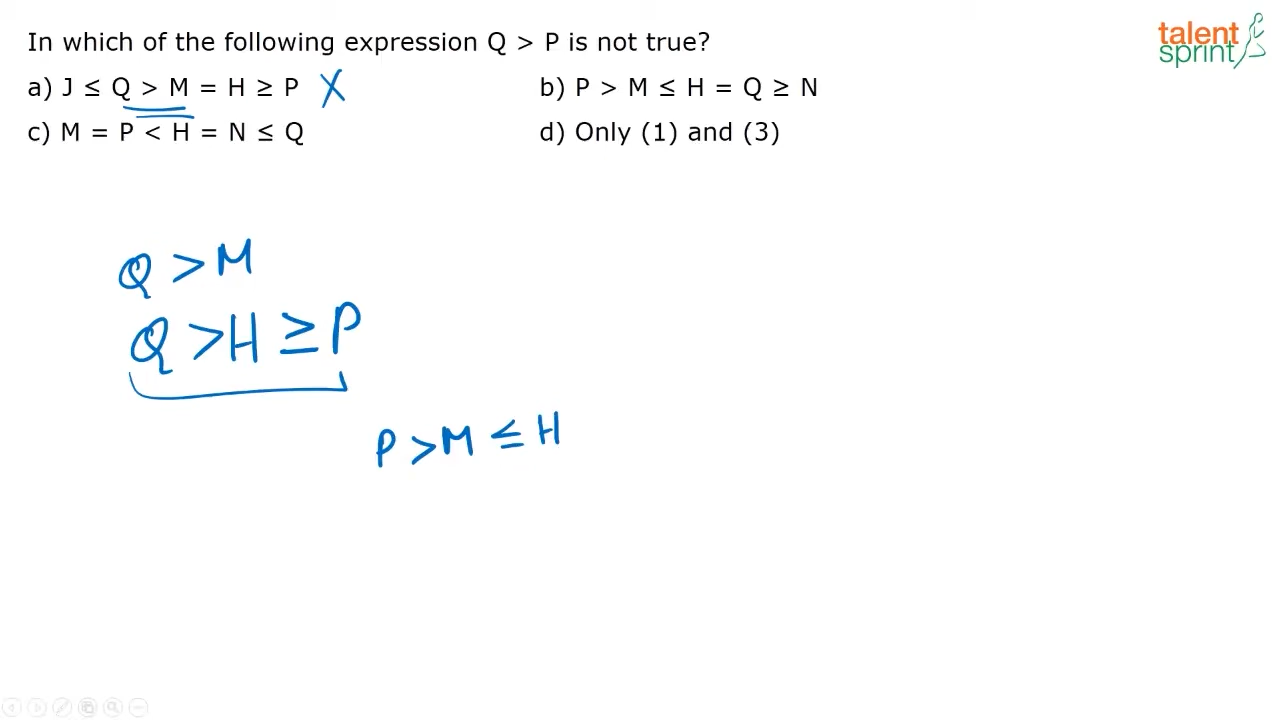 In which of the following expression Q > P is not true?
talent
sprint
a) J ≤ Q > M = H ≥ P X
b) P > M ≤ H = Q ≥ N
c) M = P < H = N ≤ Q
d) Only (1) and (3)
Q > M
Q > H ≥ P
P > M ≤ H